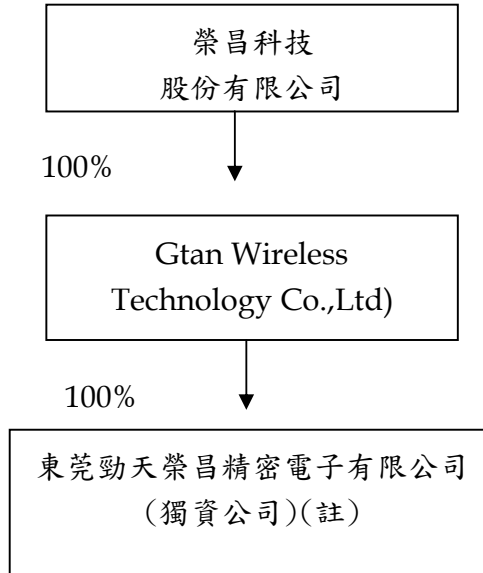 榮昌科技
股份有限公司
100%
Gtan Wireless
Technology Co.,Ltd)
100%
東莞勁天榮昌精密電子有限公司
(獨資公司)(註)